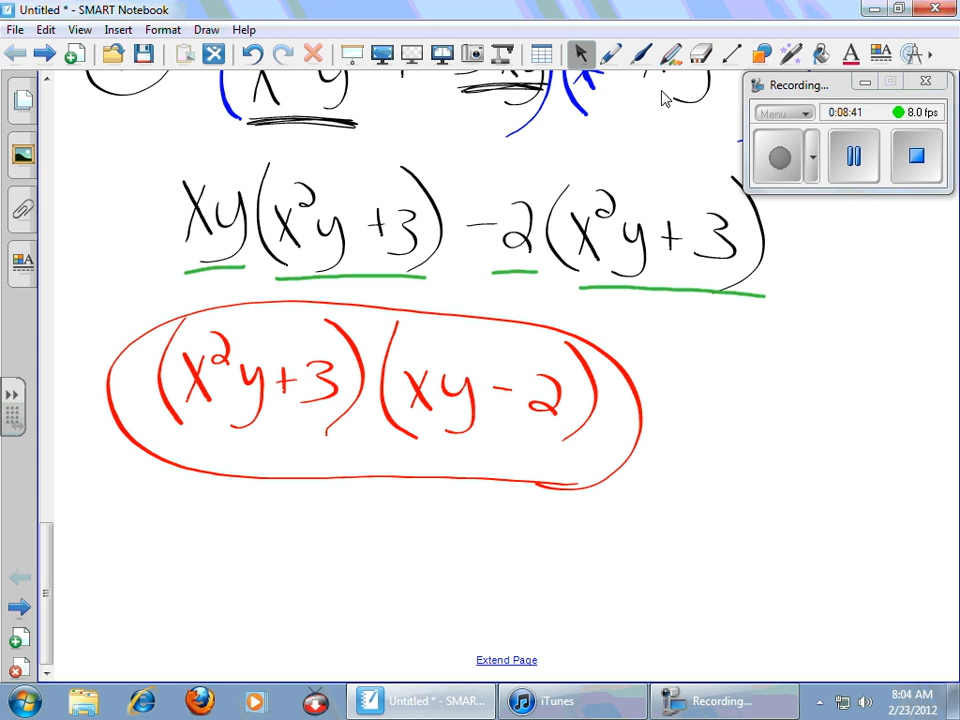 Untitled * - SMART Notebook
File Edit View Insert Format Draw Help
Recording...
Menu
0:08:41
8.0 fps
x²y
xy(x²y+3) -2(x²y+3)
(x²y+3)(xy-2)
Extend Page
Untitled * - SMAR...
iTunes
Recording...
8:04 AM
2/23/2012